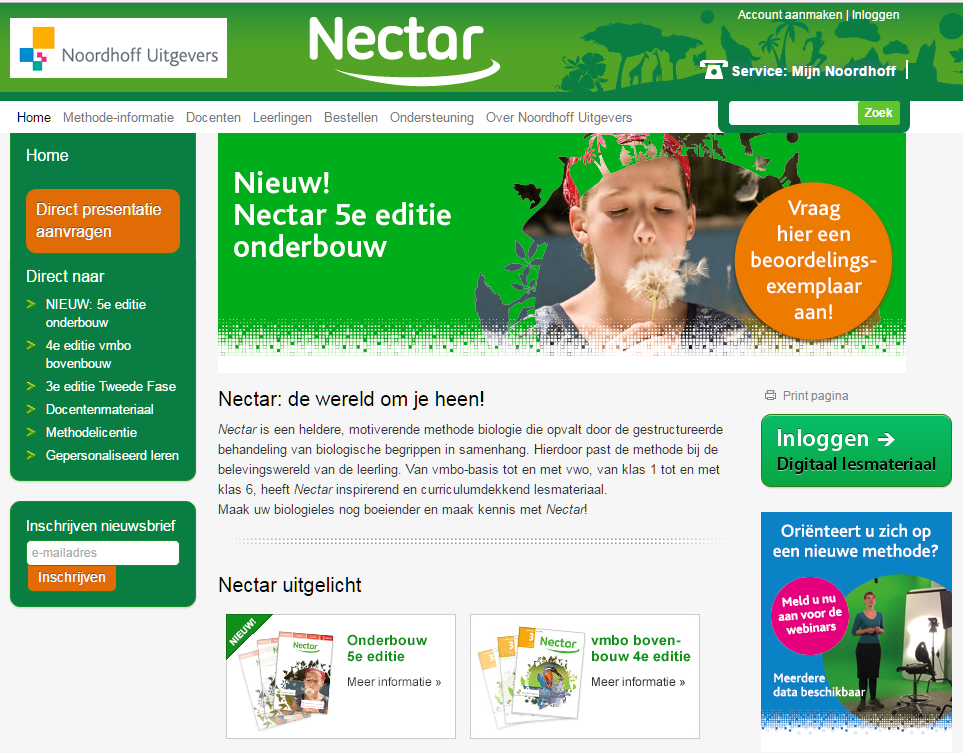 Account aanmaken | Inloggen
Noordhoff Uitgevers
Nectar
Service: Mijn Noordhoff
Home Methode-informatie Docenten Leerlingen Bestellen Ondersteuning Over Noordhoff Uitgevers
Zoek
Home
Direct presentatie
aanvragen
Direct naar
> NIEUW: 5e editie
onderbouw
> 4e editie vmbo
bovenbouw
> 3e editie Tweede Fase
> Docentenmateriaal
> Methodelicentie
> Gepersonaliseerd leren
Inschrijven nieuwsbrief
e-mailadres
Inschrijven
Nieuw!
Nectar 5e editie
onderbouw
Vraag
hier een
beoordelings-
exemplaar
aan!
Nectar: de wereld om je heen!
Nectar is een heldere, motiverende methode biologie die opvalt door de gestructureerde
behandeling van biologische begrippen in samenhang. Hierdoor past de methode bij de
belevingswereld van de leerling. Van vmbo-basis tot en met vwo, van klas 1 tot en met
klas 6, heeft Nectar inspirerend en curriculumdekkend lesmateriaal.
Maak uw biologieles nog boeiender en maak kennis met Nectar!
Nectar uitgelicht
NIEUW!
Nectar
Onderbouw
5e editie
Meer informatie »
3
3
3
Nectar
vmbo boven-
bouw 4e editie
Meer informatie »
Print pagina
Inloggen →
Digitaal lesmateriaal
Oriënteert u zich op
een nieuwe methode?
Meld u nu
aan voor de
webinars
Meerdere
data beschikbaar